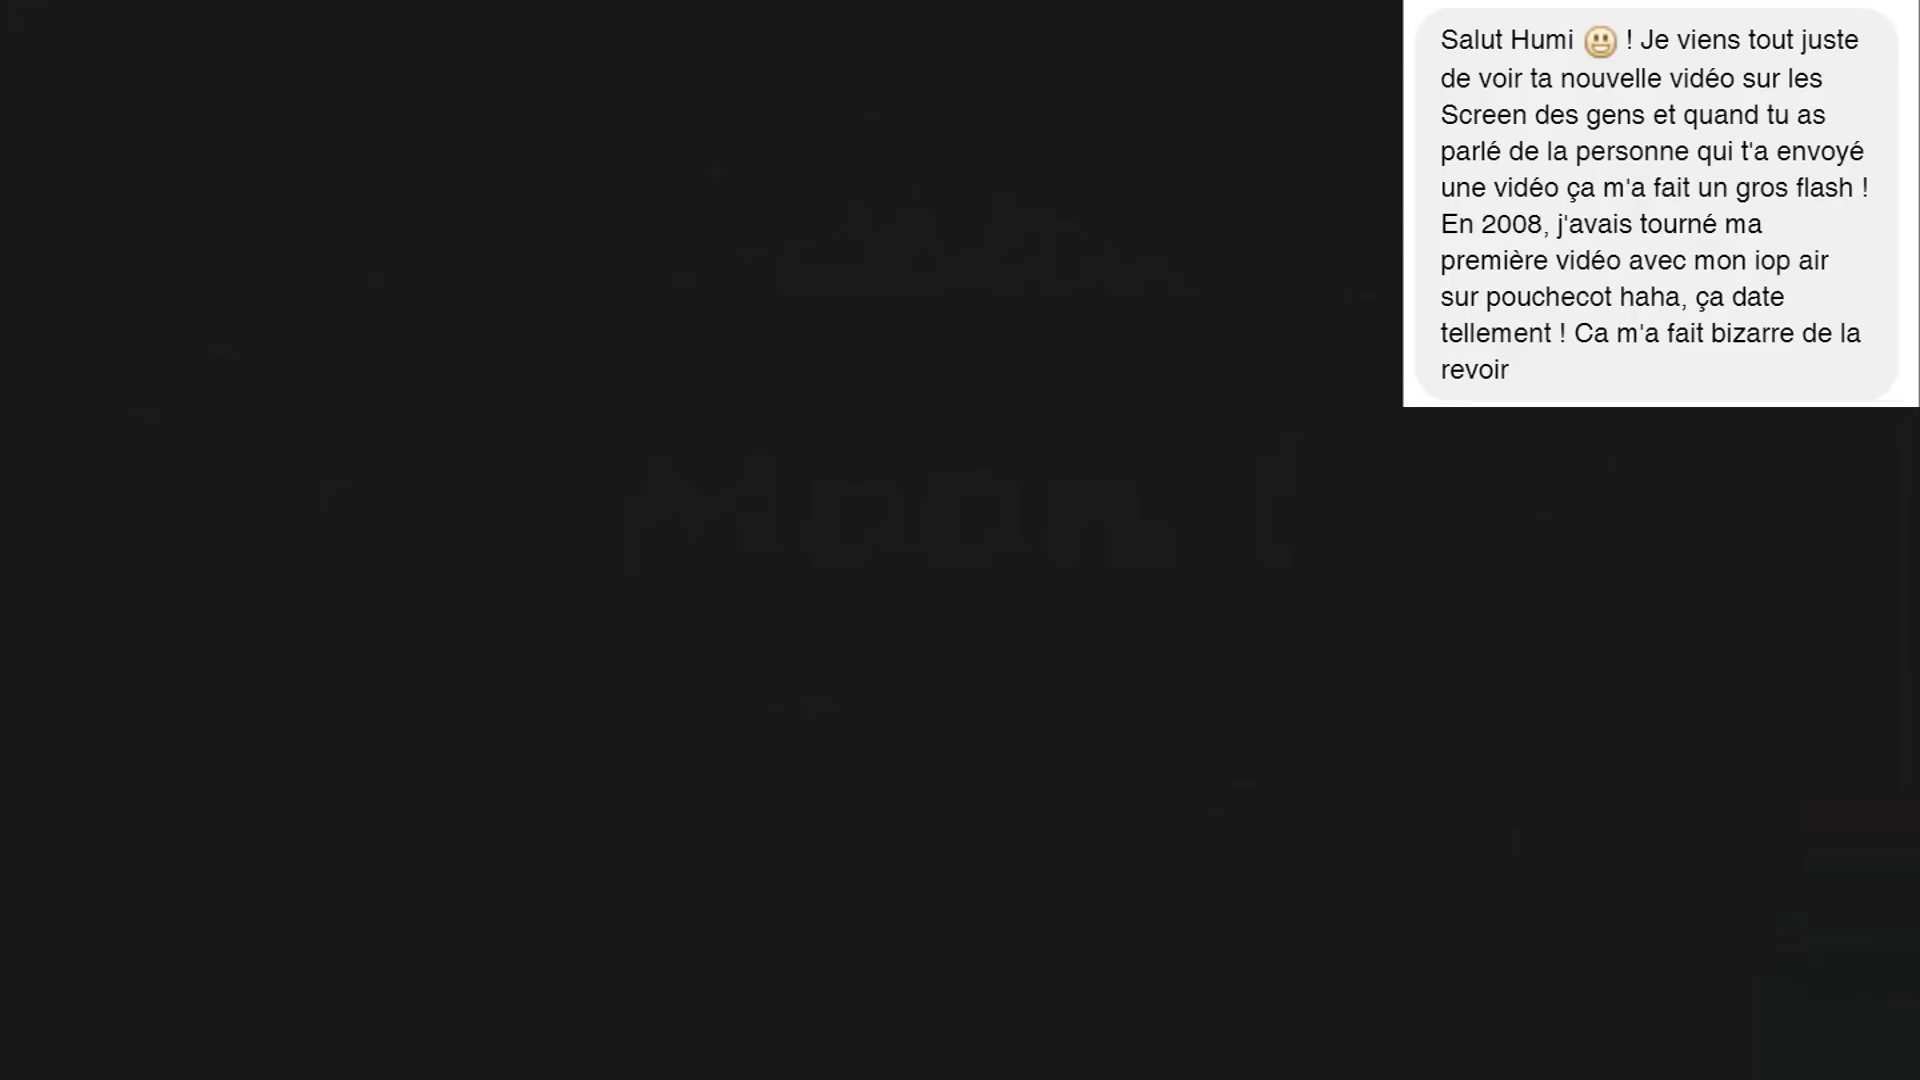 Salut Humi 😃 ! Je viens tout juste
de voir ta nouvelle vidéo sur les
Screen des gens et quand tu as
parlé de la personne qui t'a envoyé
une vidéo ça m'a fait un gros flash !
En 2008, j'avais tourné ma
première vidéo avec mon iop air
sur pouchecot haha, ça date
tellement ! Ca m'a fait bizarre de la
revoir